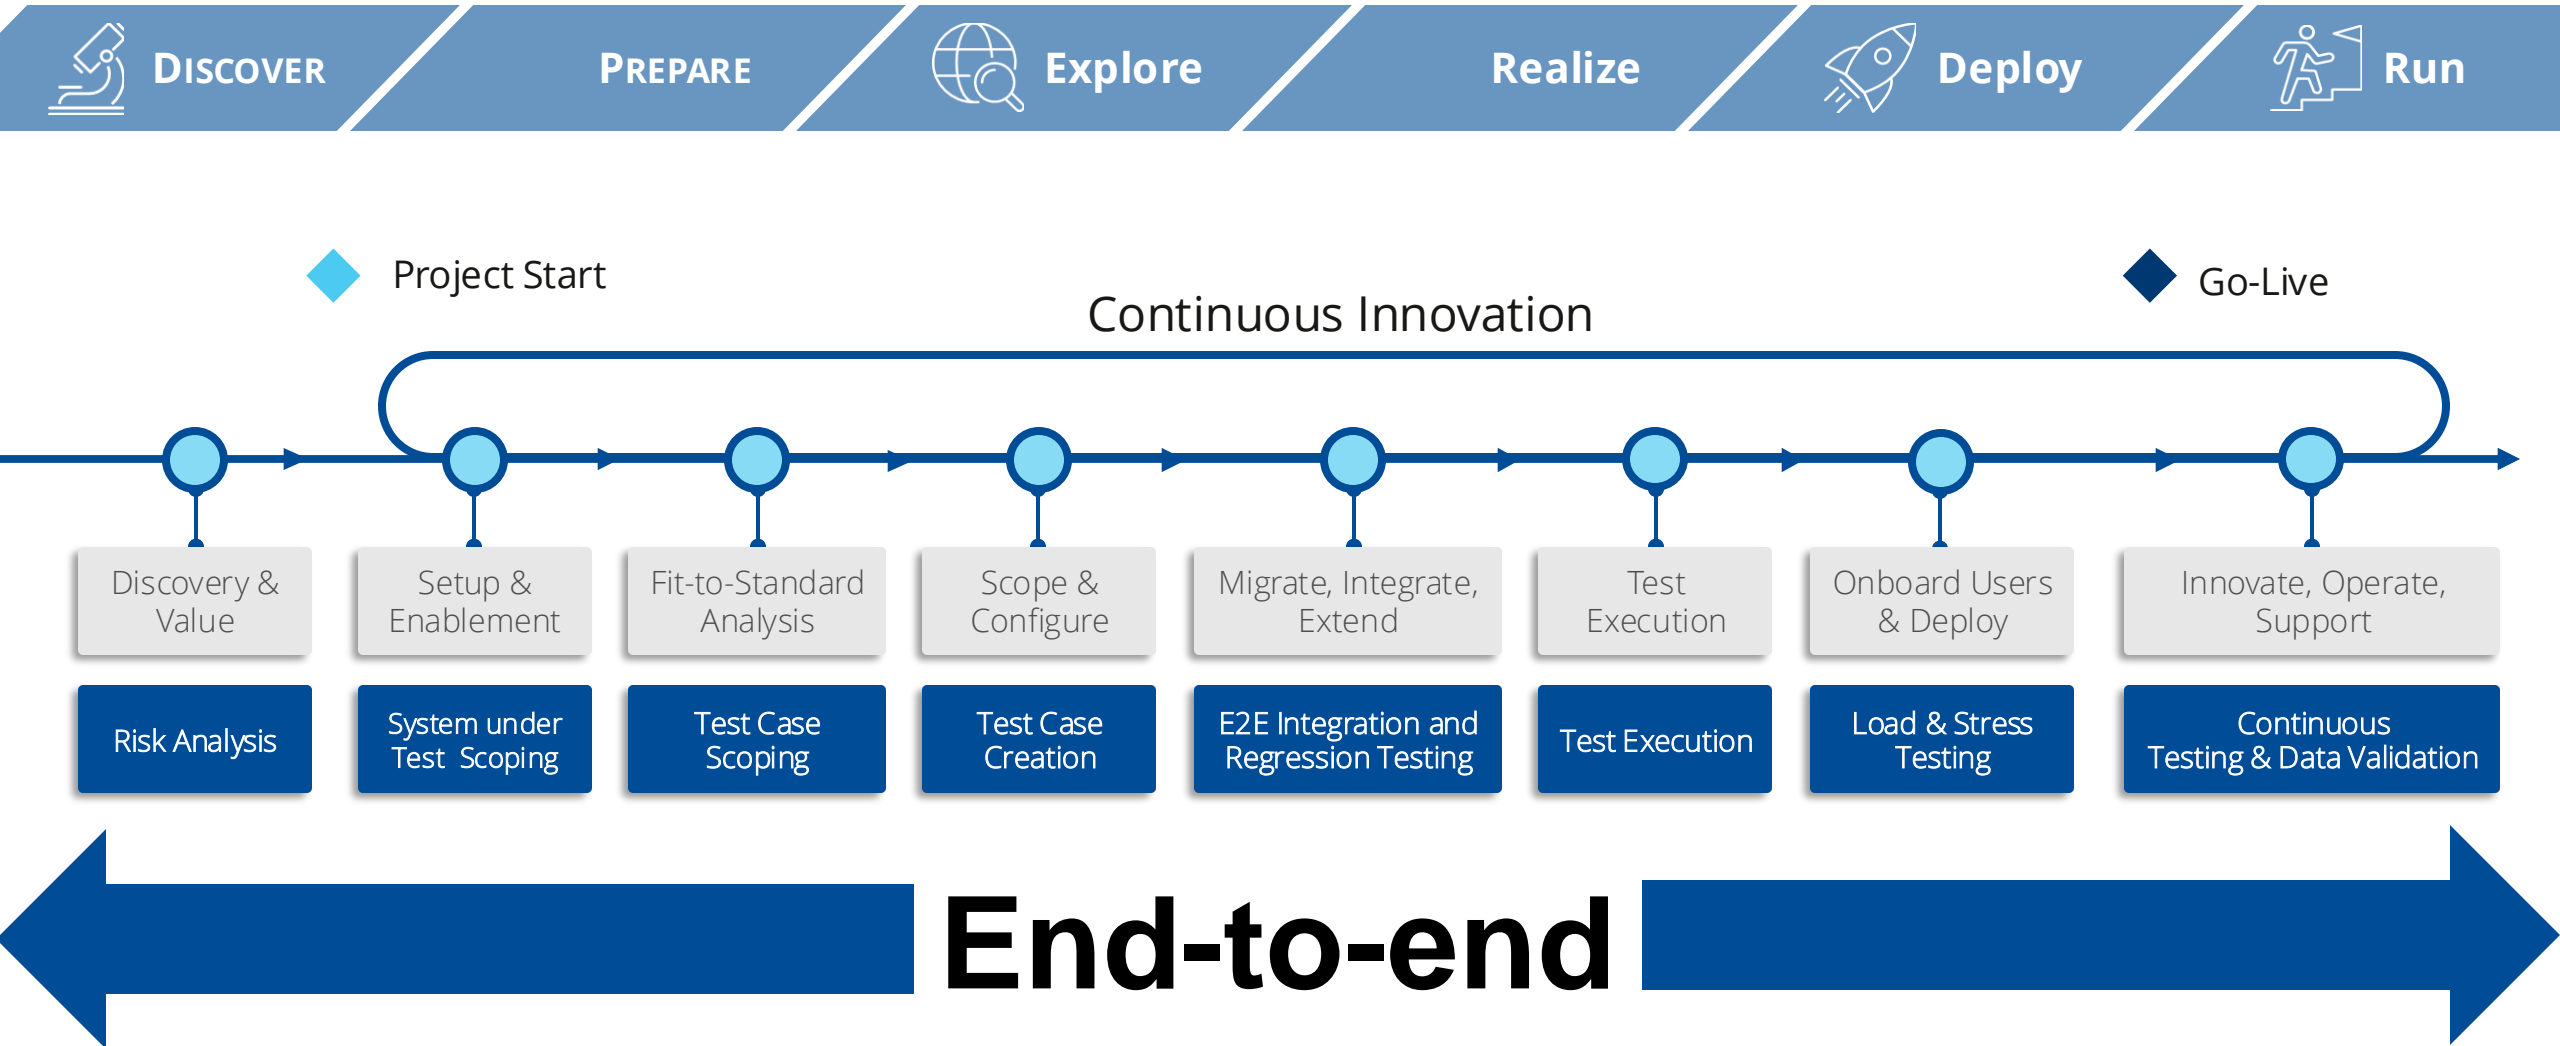 DISCOVER
PREPARE
Explore
Realize
Deploy
Run
Project Start
Go-Live
Continuous Innovation
Discovery &
Value
Setup &
Enablement
Fit-to-Standard
Analysis
Scope &
Configure
Migrate, Integrate,
Extend
Test
Execution
Onboard Users
& Deploy
Innovate, Operate,
Support
Risk Analysis
System under
Test  Scoping
Test Case
Scoping
Test Case
Creation
E2E Integration and
Regression Testing
Test Execution
Load & Stress
Testing
Continuous
Testing & Data Validation
End-to-end